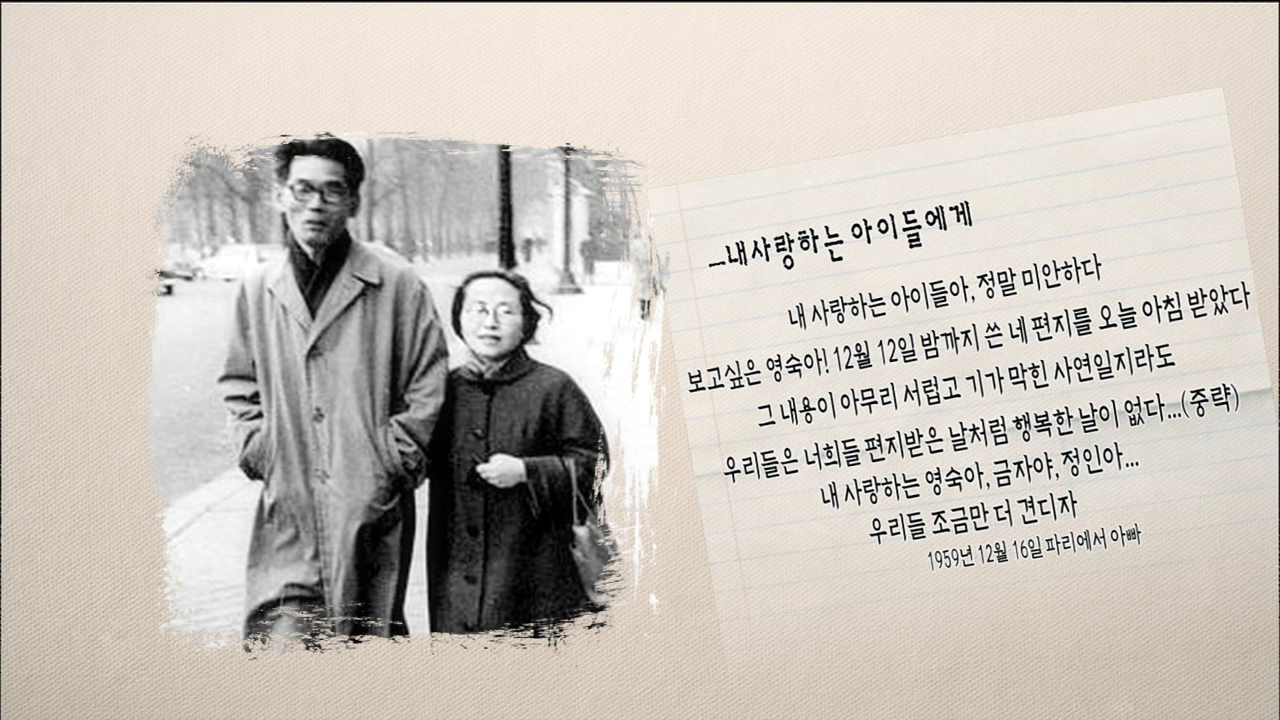 ...내 사랑하는 아이들에게
내 사랑하는 아이들아, 정말 미안하다
보고싶은 영숙아! 12월 12일 밤까지 쓴 네 편지를 오늘 아침 받았다
그 내용이 아무리 서럽고 기가 막힌 사연일지라도
우리들은 너희들 편지받은 날처럼 행복한 날이 없다...(중략)
내 사랑하는 영숙아, 금자야, 정인아...
우리들 조금만 더 견디자
1959년 12월 16일 파리에서 아빠